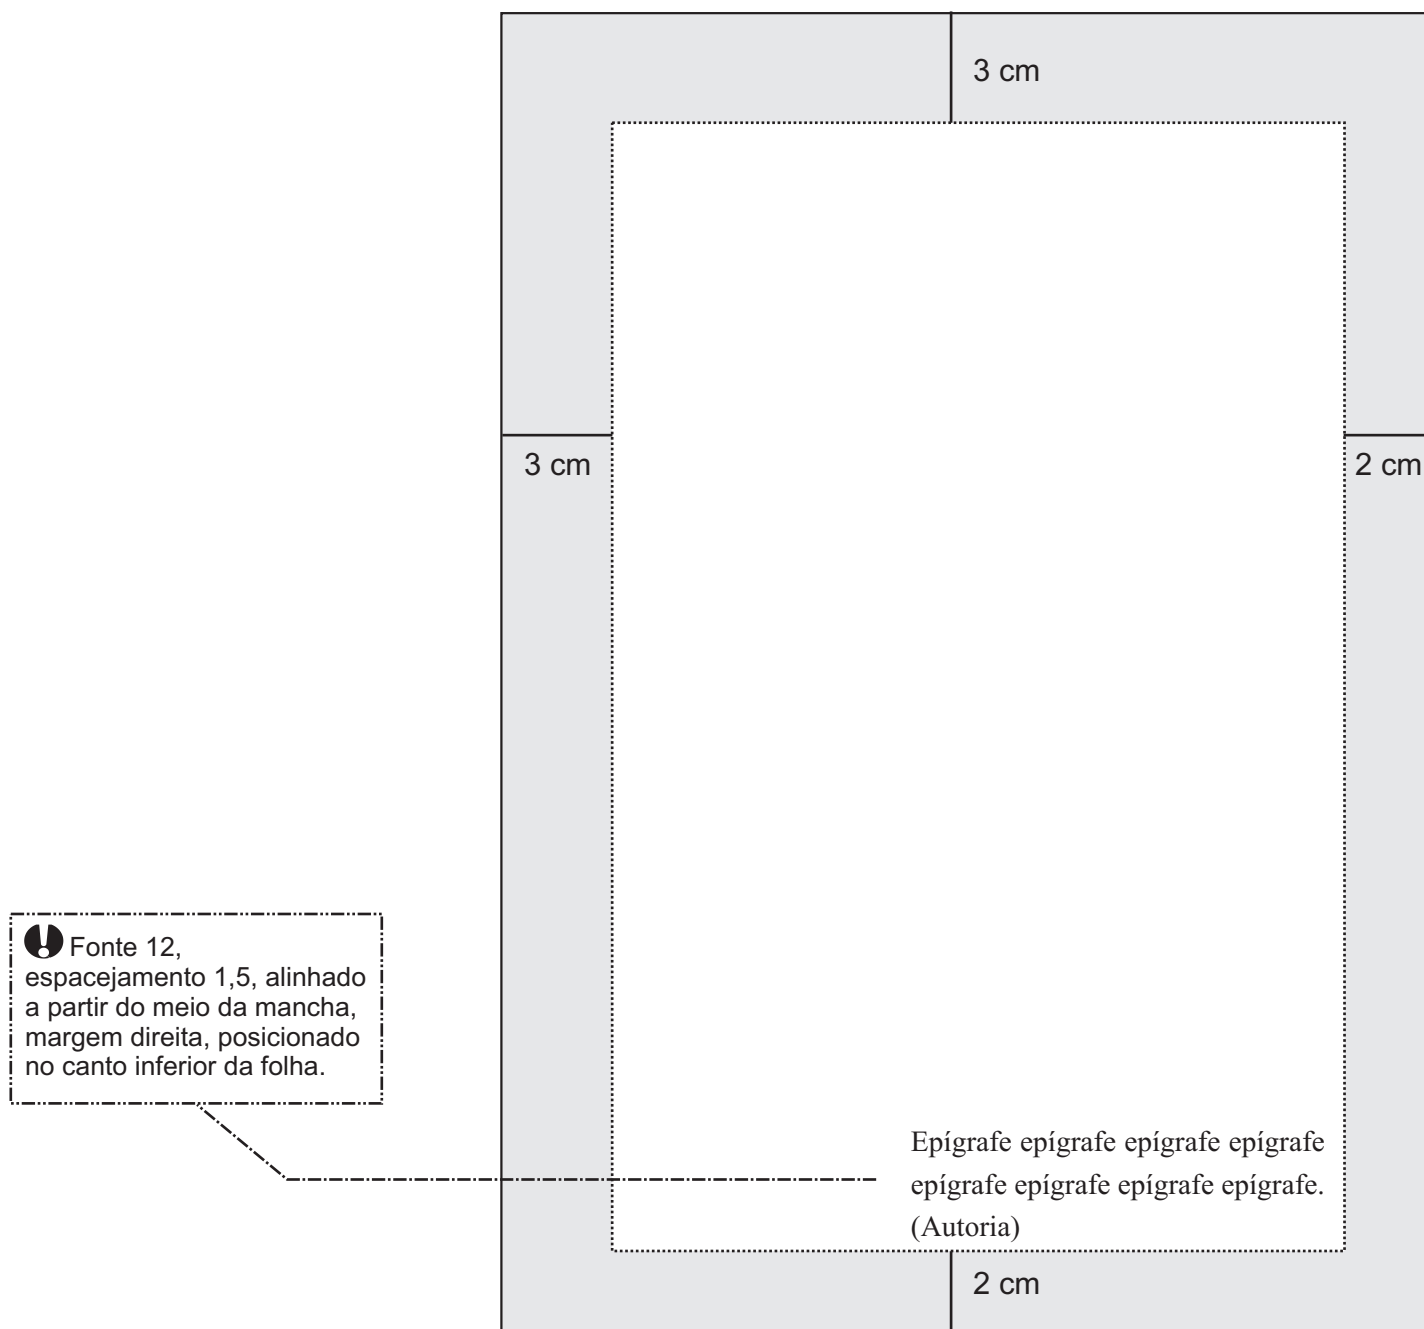 3 cm
3 cm
2 cm
Fonte 12,
espacejamento 1,5, alinhado
a partir do meio da mancha,
margem direita, posicionado
no canto inferior da folha.
Epígrafe epígrafe epígrafe epígrafe
epígrafe epígrafe epígrafe epígrafe.
(Autoria)
2 cm